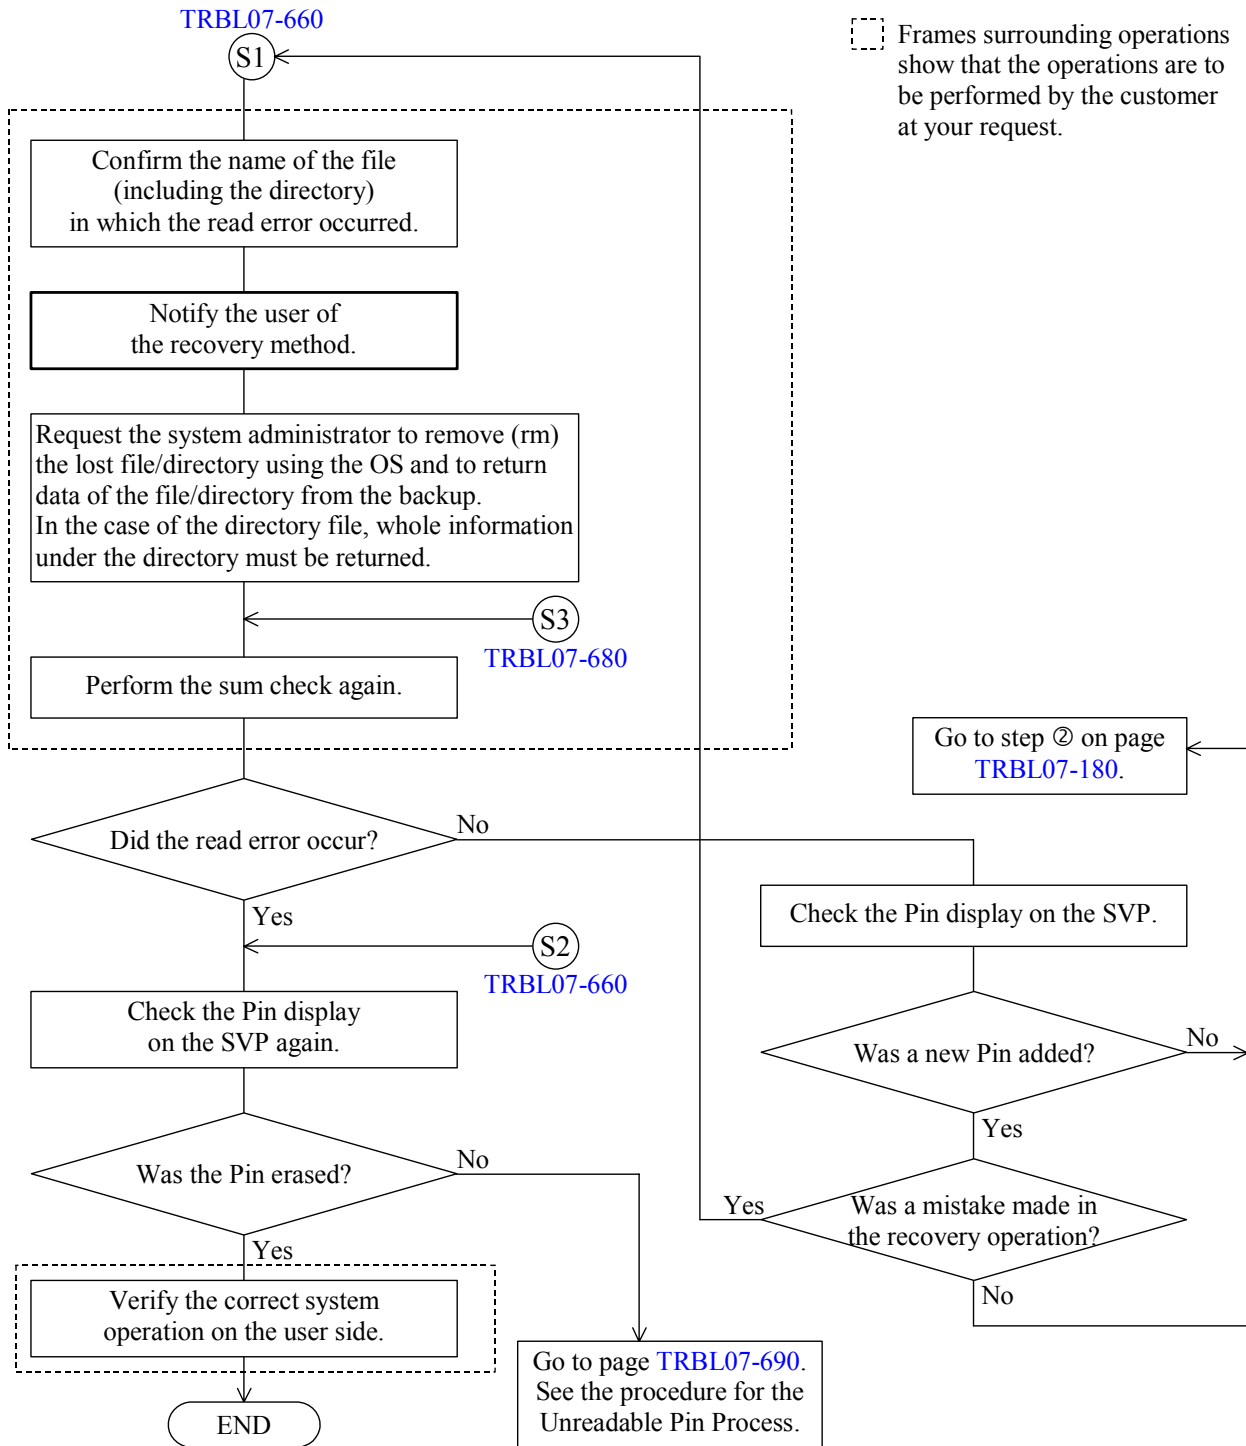 TRBL07-660
S1
Frames surrounding operations
show that the operations are to
be performed by the customer
at your request.
Confirm the name of the file
(including the directory)
in which the read error occurred.
Notify the user of
the recovery method.
Request the system administrator to remove (rm)
the lost file/directory using the OS and to return
data of the file/directory from the backup.
In the case of the directory file, whole information
under the directory must be returned.
S3
TRBL07-680
Perform the sum check again.
Go to step ② on page
TRBL07-180.
Did the read error occur?
No
Yes
Check the Pin display on the SVP.
S2
TRBL07-660
Check the Pin display
on the SVP again.
Was a new Pin added?
No
Yes
Was the Pin erased?
No
Yes
Yes
Was a mistake made in
the recovery operation?
No
Verify the correct system
operation on the user side.
Go to page TRBL07-690.
See the procedure for the
Unreadable Pin Process.
END